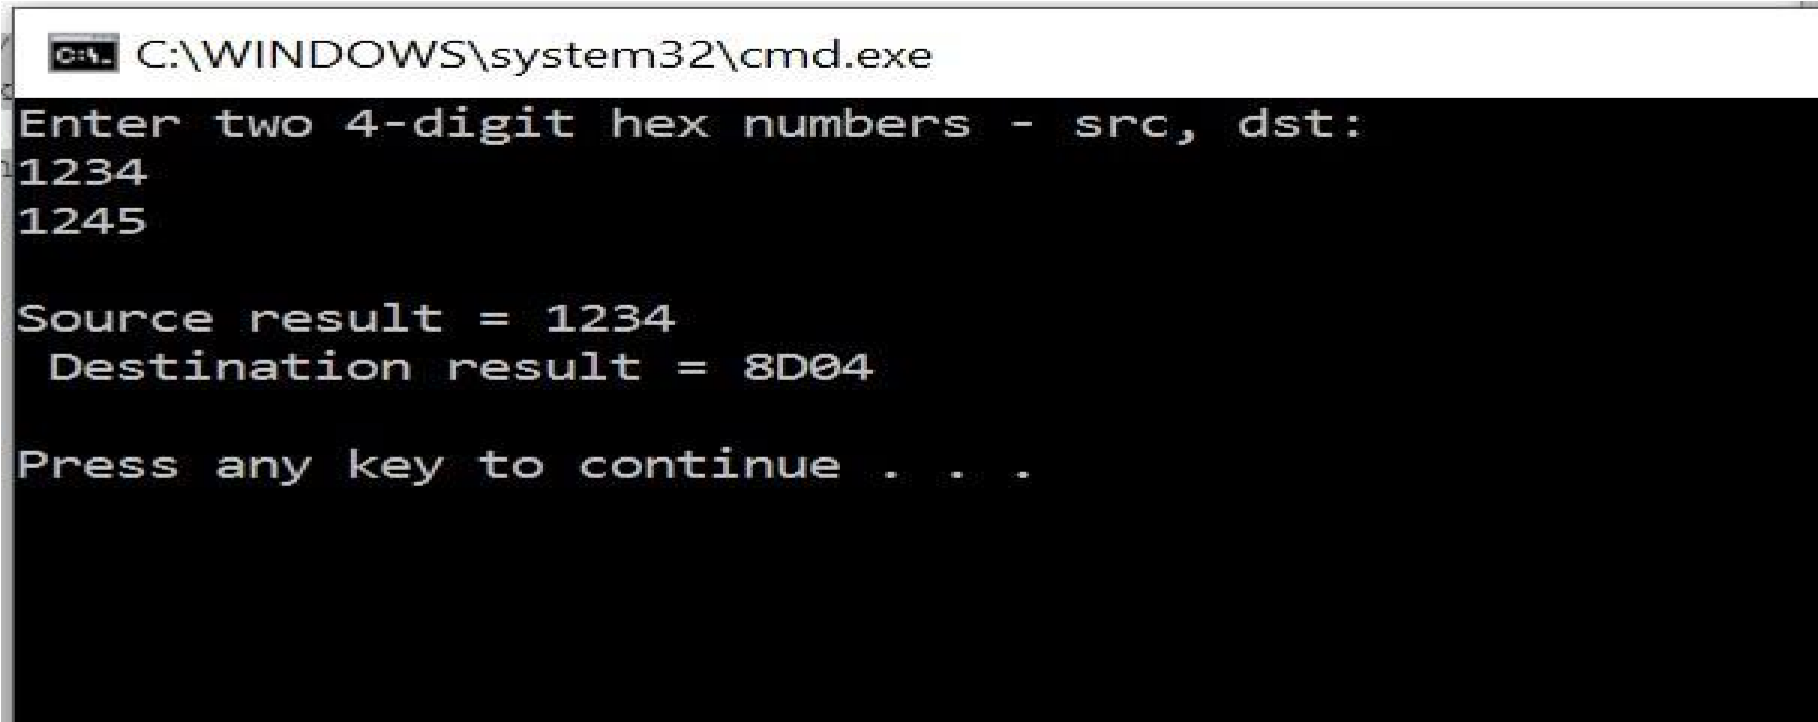 C:\WINDOWS\system32\cmd.exe
Enter two 4-digit hex numbers - src, dst:
1234
1245
Source result = 1234
Destination result = 8D04
Press any key to continue . . .